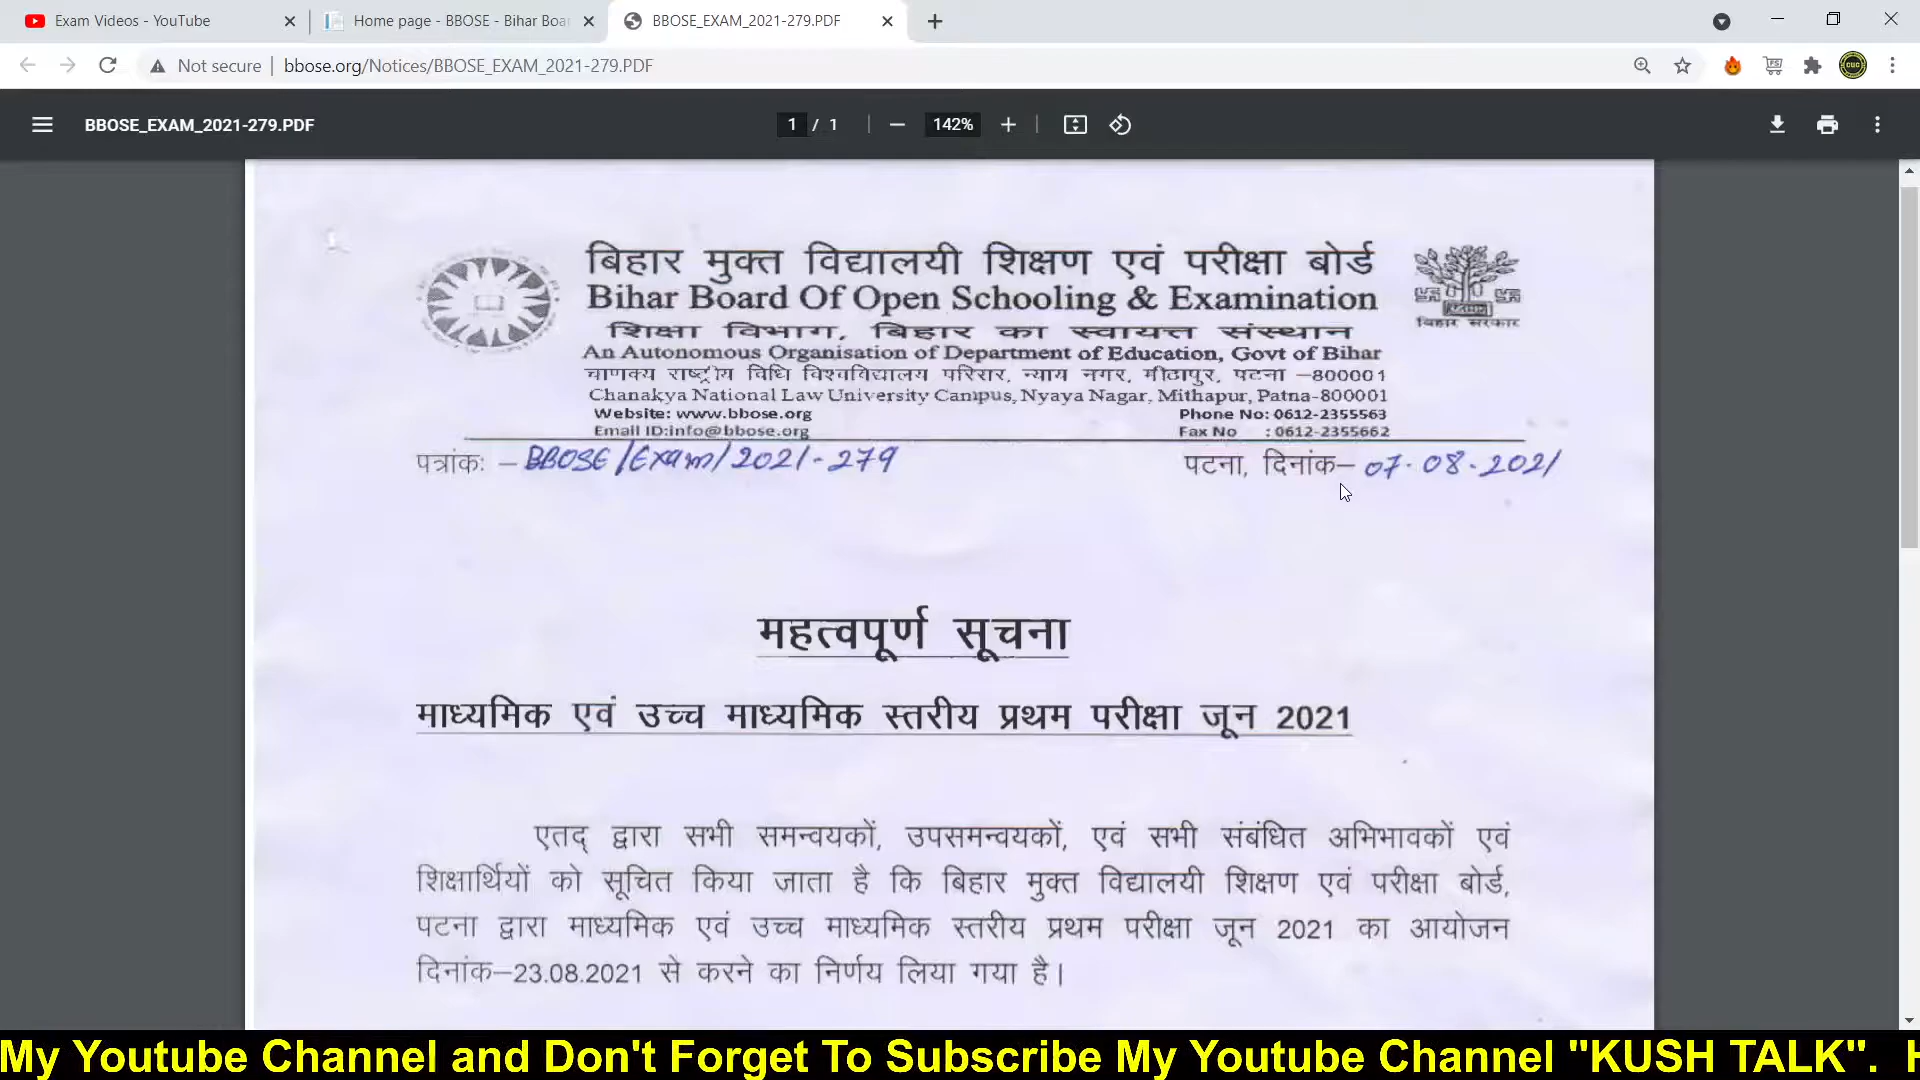 Exam Videos - YouTube
Home page - BBOSE - Bihar Boar
BBOSE_EXAM_2021-279.PDF
Not secure
bbose.org/Notices/BBOSE_EXAM_2021-279.PDF
BBOSE_EXAM_2021-279.PDF
1 / 1
142%
बिहार मुक्त विद्यालयी शिक्षण एवं परीक्षा बोर्ड
Bihar Board Of Open Schooling & Examination
शिक्षा विभाग, बिहार का स्वायत्त संस्थान
An Autonomous Organisation of Department of Education, Govt of Bihar
चाणक्य राष्ट्रीय विधि विश्वविद्यालय परिसर, न्याय नगर, मीठापुर, पटना –800001
Chanakya National Law University Campus, Nyaya Nagar, Mithapur, Patna-800001
Website: www.bbose.org
Phone No: 0612-2355563
Email ID:info@bbose.org
Fax No : 0612-2355662
बिहार सरकार
पत्रांक: – BBOSE/Exam/2021-279
पटना, दिनांक– 07.08.2021
महत्वपूर्ण सूचना
माध्यमिक एवं उच्च माध्यमिक स्तरीय प्रथम परीक्षा जून 2021
एतद् द्वारा सभी समन्वयकों, उपसमन्वयकों, एवं सभी संबंधित अभिभावकों एवं
शिक्षार्थियों को सूचित किया जाता है कि बिहार मुक्त विद्यालयी शिक्षण एवं परीक्षा बोर्ड,
पटना द्वारा माध्यमिक एवं उच्च माध्यमिक स्तरीय प्रथम परीक्षा जून 2021 का आयोजन
दिनांक–23.08.2021 से करने का निर्णय लिया गया है।
My Youtube Channel and Don't Forget To Subscribe My Youtube Channel "KUSH TALK". H